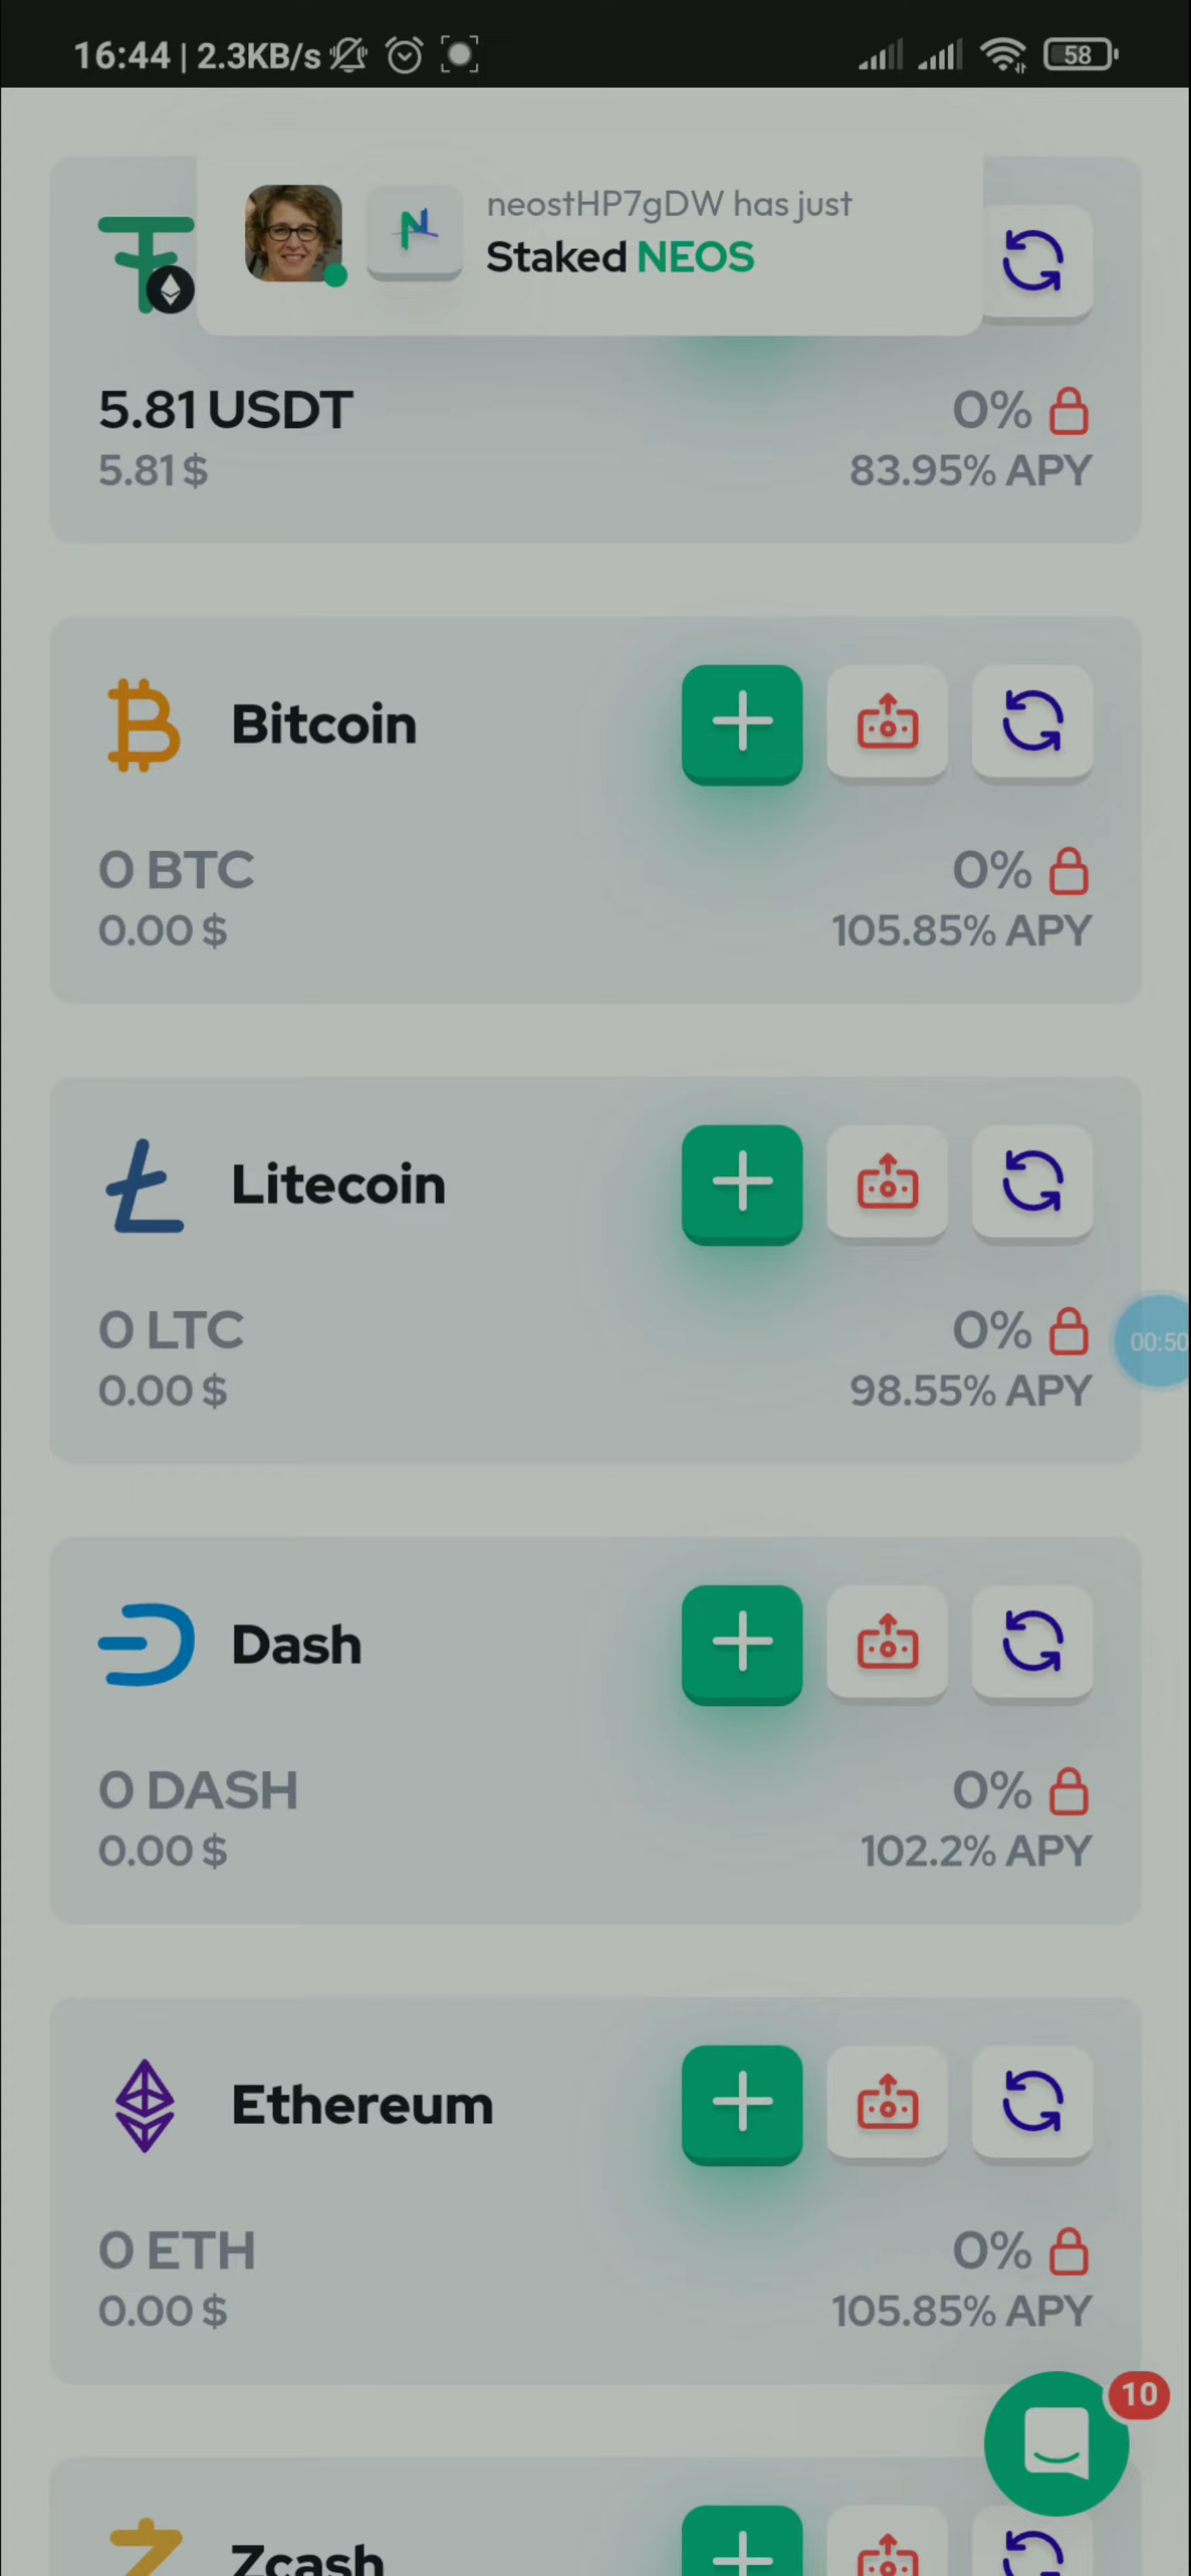 16:44 | 2.3KB/s 58
neostHP7gDW has just
Staked NEOS
5.81 USDT 0%
5.81 $ 83.95% APY
Bitcoin
0 BTC 0%
0.00 $ 105.85% APY
Litecoin
0 LTC 0%
00:50
0.00 $ 98.55% APY
Dash
0 DASH 0%
0.00 $ 102.2% APY
Ethereum
0 ETH 0%
0.00 $ 105.85% APY
10
Zcash